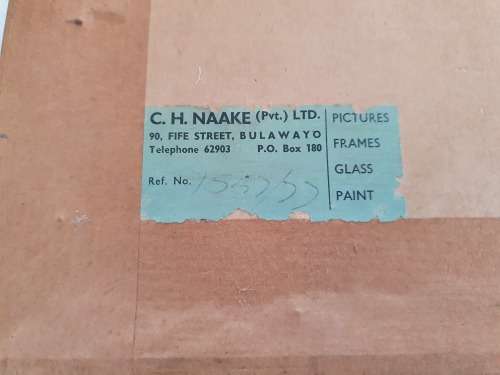 C. H. NAAKE (Pvt.) LTD.
90, FIFE STREET, BULAWAYO
Telephone 62903 P.O. Box 180
Ref. No.
PICTURES
FRAMES
GLASS
PAINT